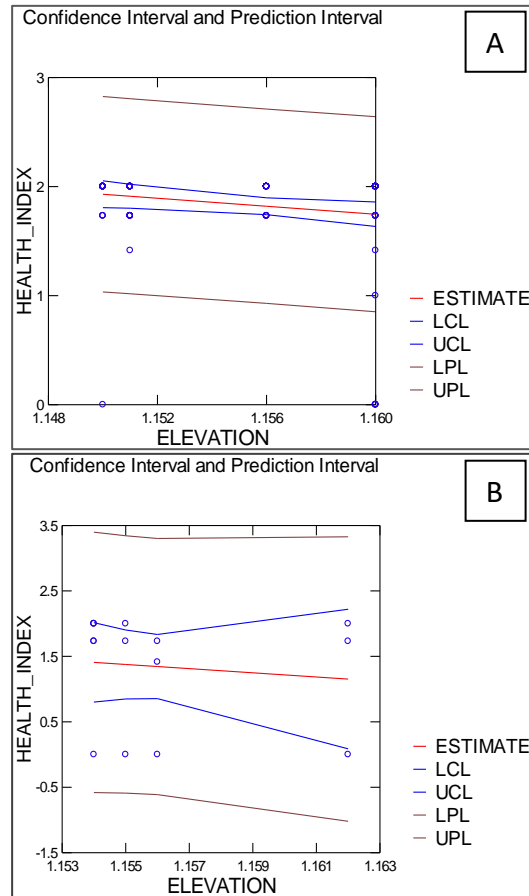 Confidence Interval and Prediction Interval
A
3
2
1
0
HEALTH_INDEX
1.148
1.152
1.156
1.160
ELEVATION
ESTIMATE
LCL
UCL
LPL
UPL
Confidence Interval and Prediction Interval
B
3.5
2.5
1.5
0.5
-0.5
-1.5
HEALTH_INDEX
1.153
1.155
1.157
1.159
1.161
1.163
ELEVATION
ESTIMATE
LCL
UCL
LPL
UPL